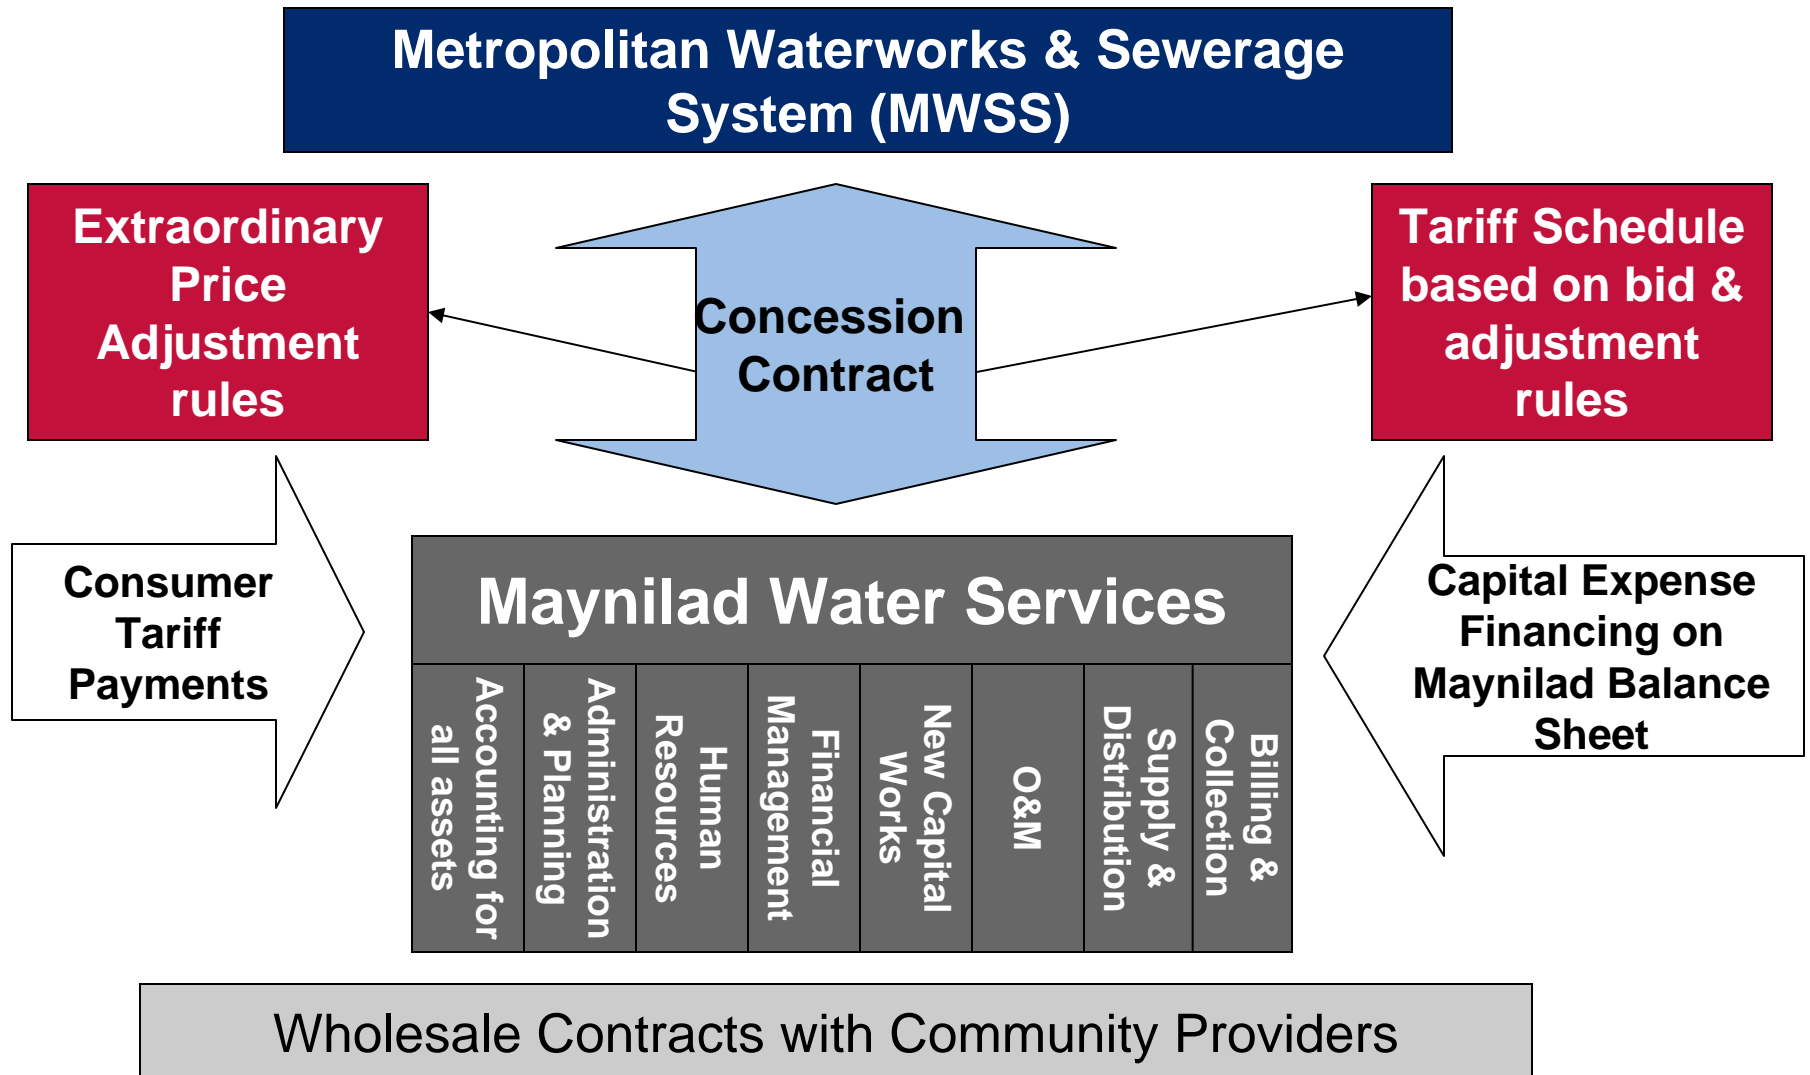 Metropolitan Waterworks & Sewerage
System (MWSS)
Extraordinary
Price
Adjustment
rules
Concession
Contract
Tariff Schedule
based on bid &
adjustment
rules
Consumer
Tariff
Payments
Maynilad Water Services
Capital Expense
Financing on
Maynilad Balance
Sheet
Accounting for
all assets
Administration
& Planning
Human
Resources
Financial
Management
New Capital
Works
O&M
Supply &
Distribution
Billing &
Collection
Wholesale Contracts with Community Providers